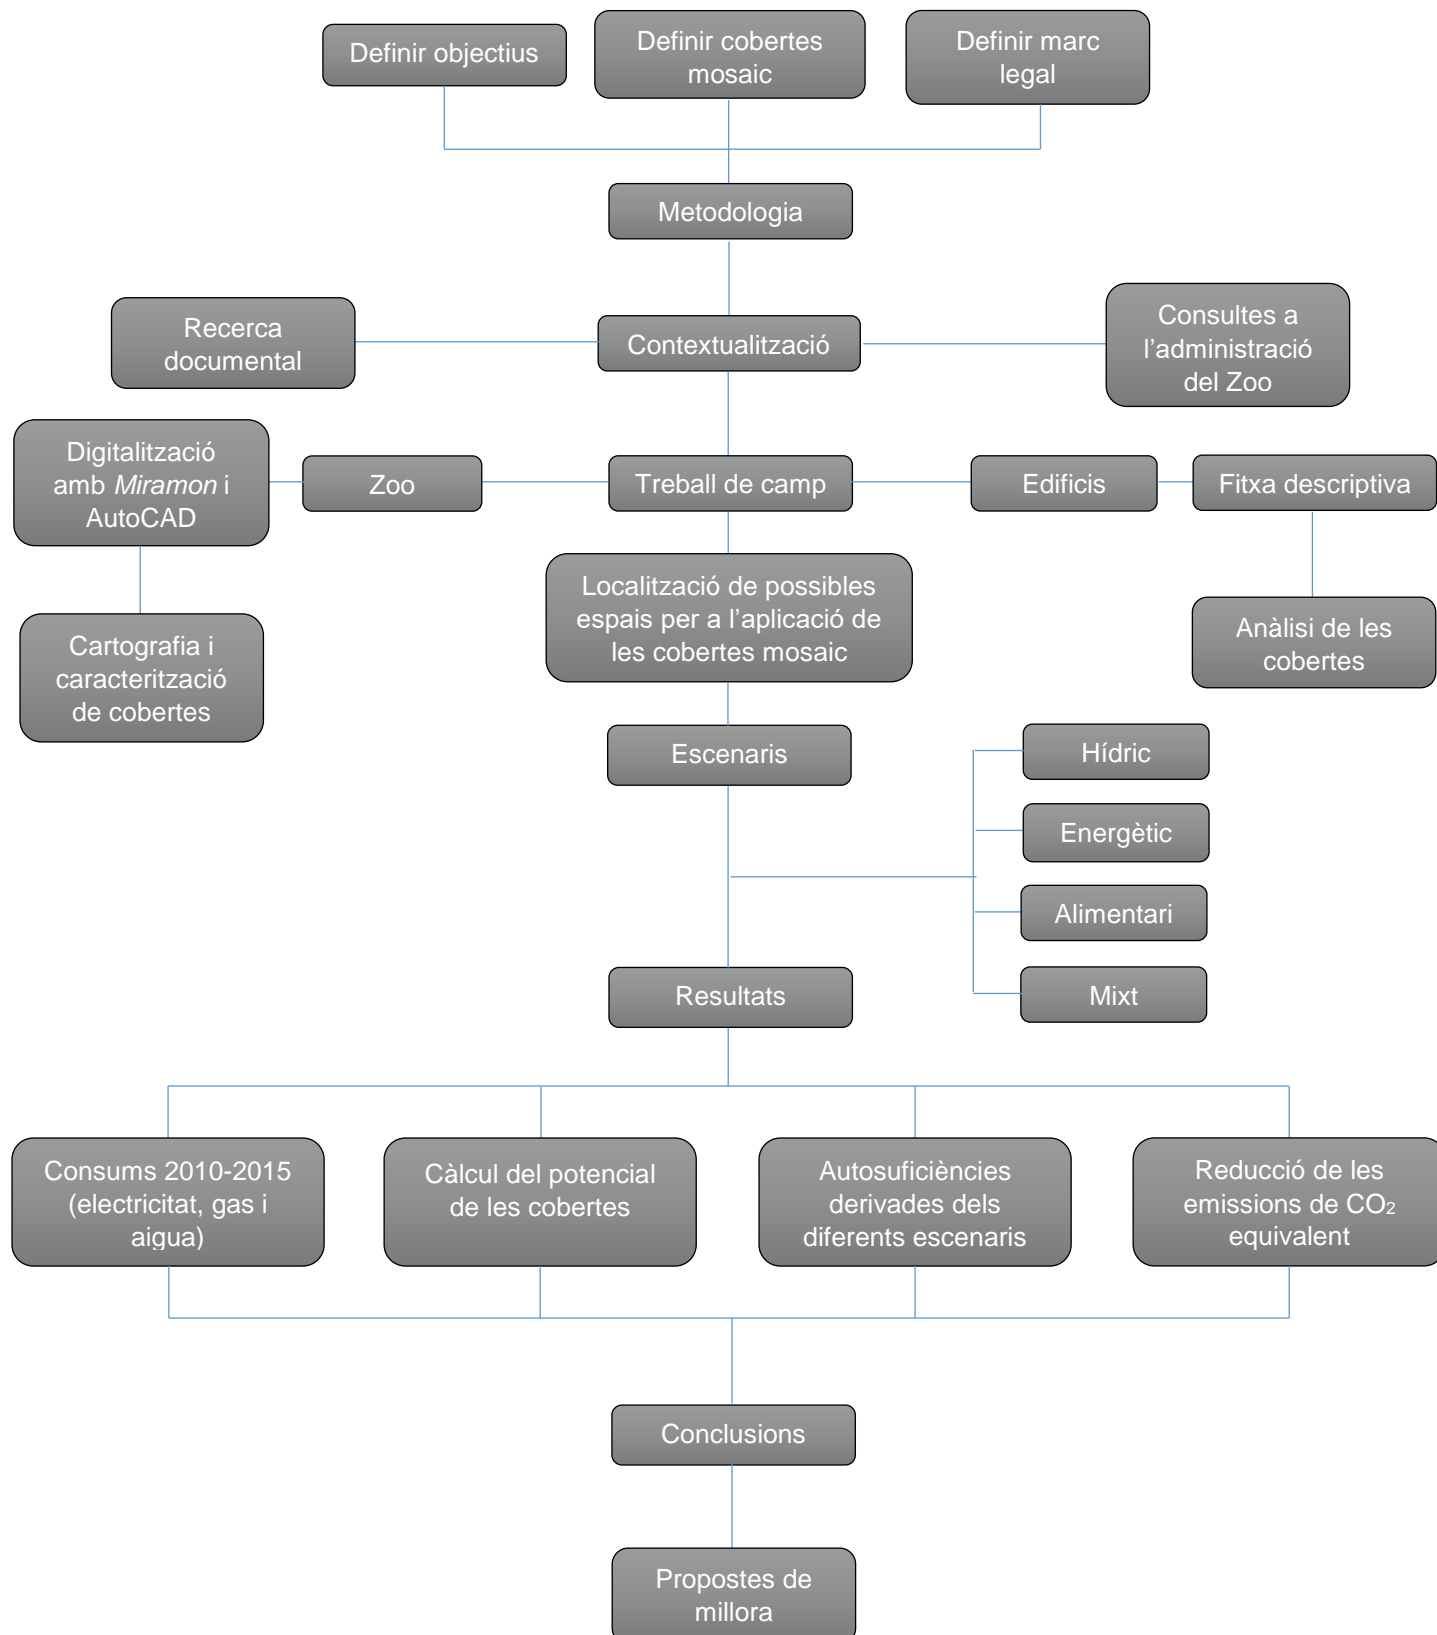 Definir objectius
Definir cobertes
mosaic
Definir marc
legal
Metodologia
Recerca
documental
Contextualització
Consultes a
l’administració
del Zoo
Digitalització
amb Miramon i
AutoCAD
Zoo
Treball de camp
Edificis
Fitxa descriptiva
Cartografia i
caracterització
de cobertes
Localització de possibles
espais per a l’aplicació de
les cobertes mosaic
Anàlisi de les
cobertes
Escenaris
Hídric
Energètic
Alimentari
Mixt
Resultats
Consums 2010-2015
(electricitat, gas i
aigua)
Càlcul del potencial
de les cobertes
Autosuficiències
derivades dels
diferents escenaris
Reducció de les
emissions de CO₂
equivalent
Conclusions
Propostes de
millora